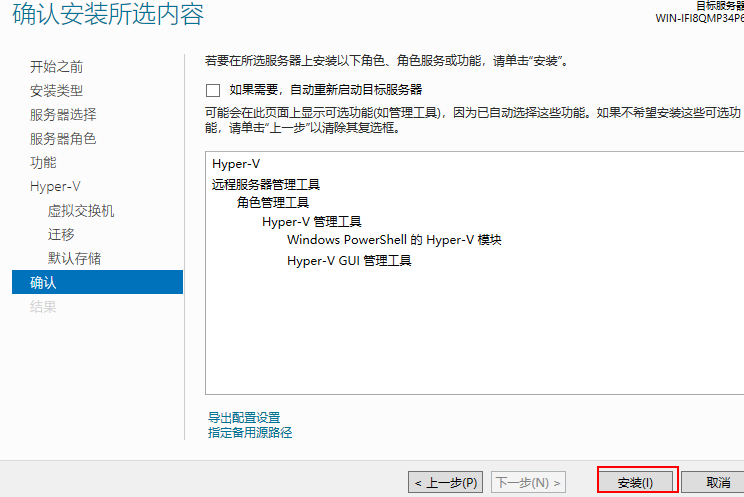 确认安装所选内容
目标服务器
WIN-IFI8QMP34P6
开始之前
安装类型
服务器选择
服务器角色
功能
Hyper-V
虚拟交换机
迁移
默认存储
确认
结果
若要在所选服务器上安装以下角色、角色服务或功能，请单击“安装”。
如果需要，自动重新启动目标服务器
可能会在此页面上显示可选功能(如管理工具)，因为已自动选择这些功能。如果不希望安装这些可选功
能，请单击“上一步”以清除其复选框。
Hyper-V
远程服务器管理工具
角色管理工具
Hyper-V 管理工具
Windows PowerShell 的 Hyper-V 模块
Hyper-V GUI 管理工具
导出配置设置
指定备用源路径
< 上一步(P)
下一步(N) >
安装(I)
取消